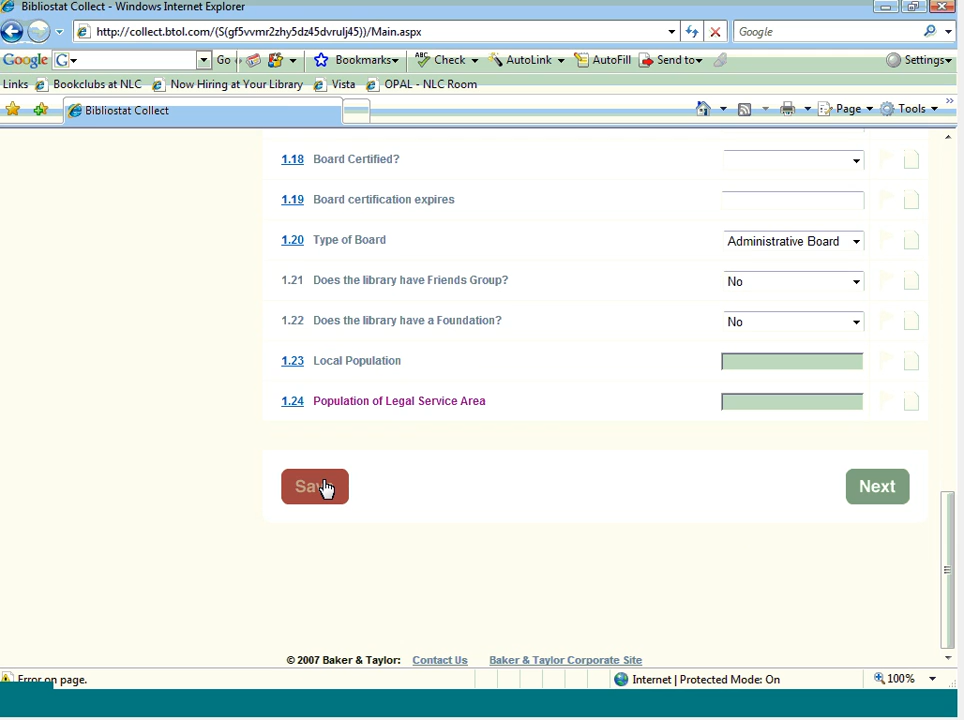 Bibliostat Collect - Windows Internet Explorer
http://collect.btol.com/(S(gf5vvmr2zhy5dz45dvrulj45))/Main.aspx
Google
Google G Go Bookmarks ABC Check AutoLink AutoFill Send to Settings
Links Bookclubs at NLC Now Hiring at Your Library Vista OPAL - NLC Room
Bibliostat Collect Page Tools »
1.18 Board Certified?
1.19 Board certification expires
1.20 Type of Board Administrative Board
1.21 Does the library have Friends Group? No
1.22 Does the library have a Foundation? No
1.23 Local Population
1.24 Population of Legal Service Area
Next
© 2007 Baker & Taylor: Contact Us Baker & Taylor Corporate Site
Error on page. Internet | Protected Mode: On 100%